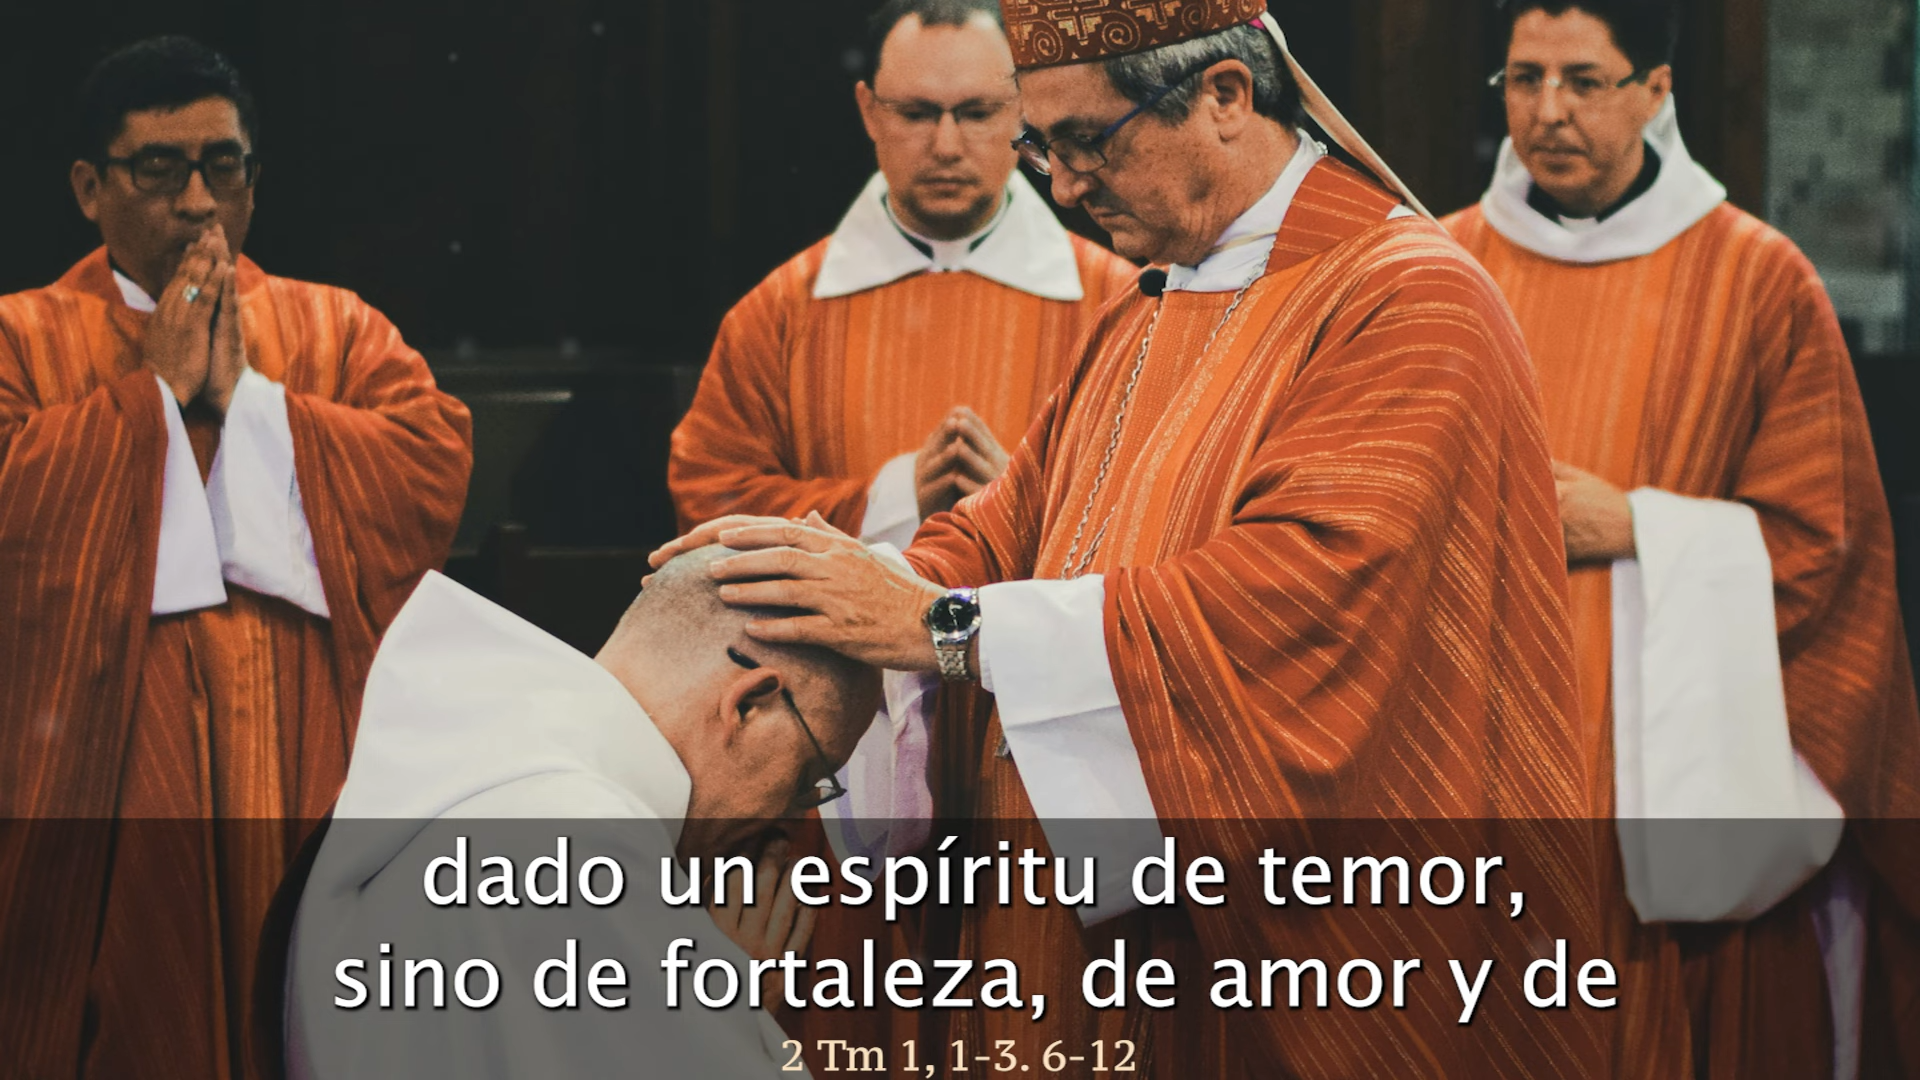 dado un espíritu de temor,
sino de fortaleza, de amor y de
2 Tm 1, 1-3. 6-12